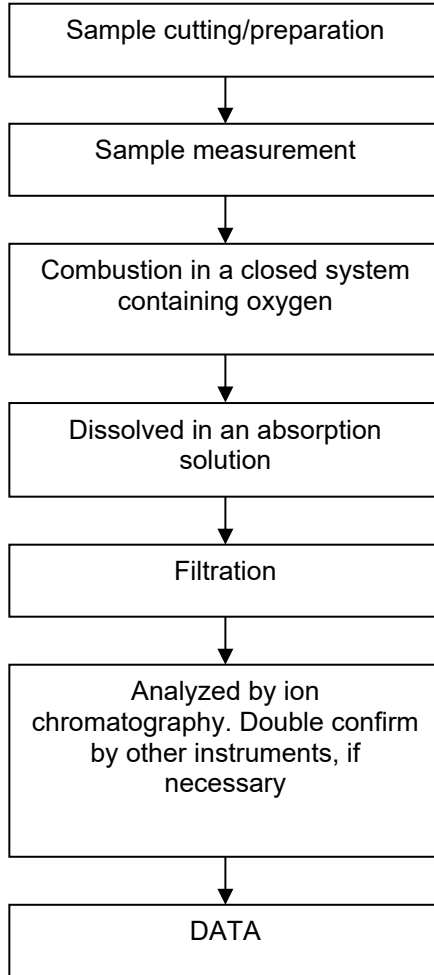 Sample cutting/preparation
Sample measurement
Combustion in a closed system
containing oxygen
Dissolved in an absorption
solution
Filtration
Analyzed by ion
chromatography. Double confirm
by other instruments, if
necessary
DATA